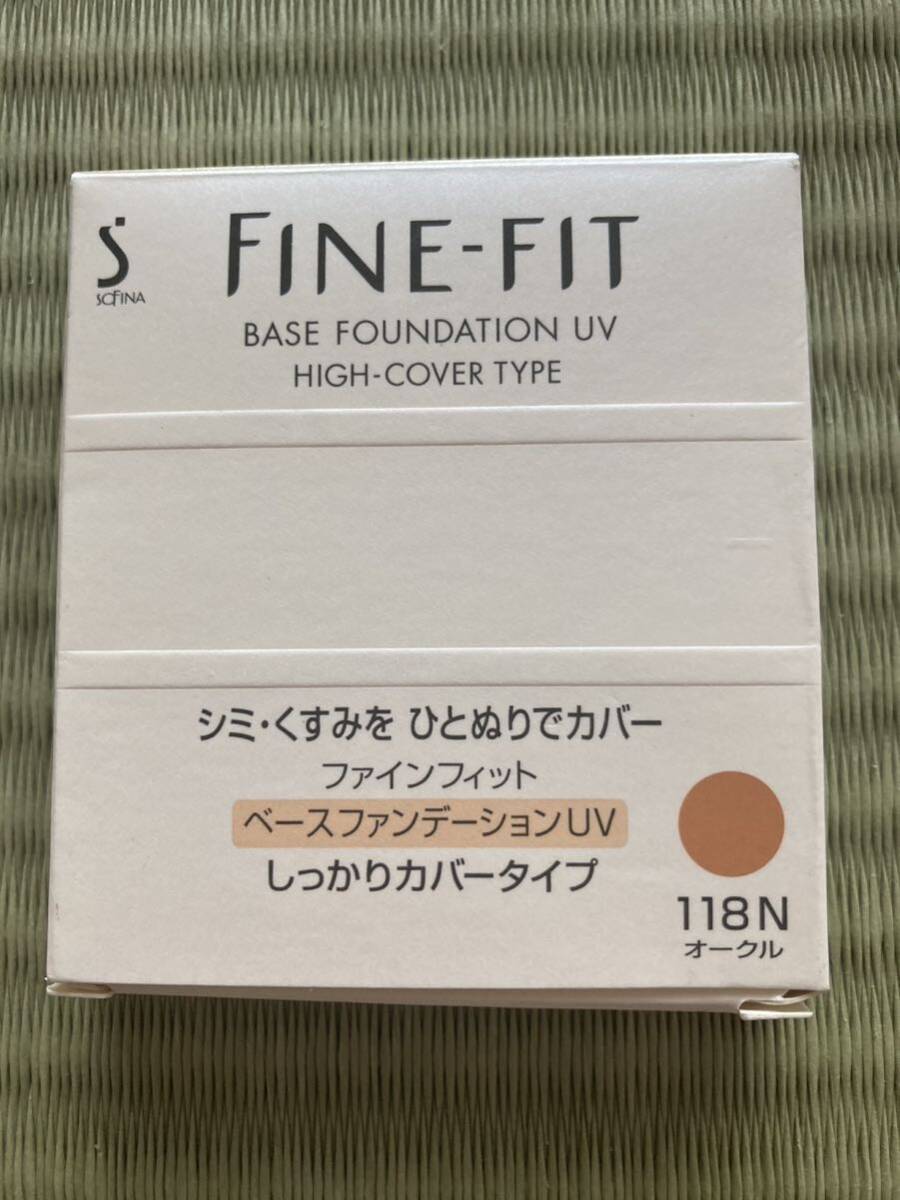 S
SOFINA
FINE-FIT
BASE FOUNDATION UV
HIGH-COVER TYPE
シミ・くすみを ひとぬりでカバー
ファインフィット
ベースファンデーションUV
しっかりカバータイプ
118N
オークル